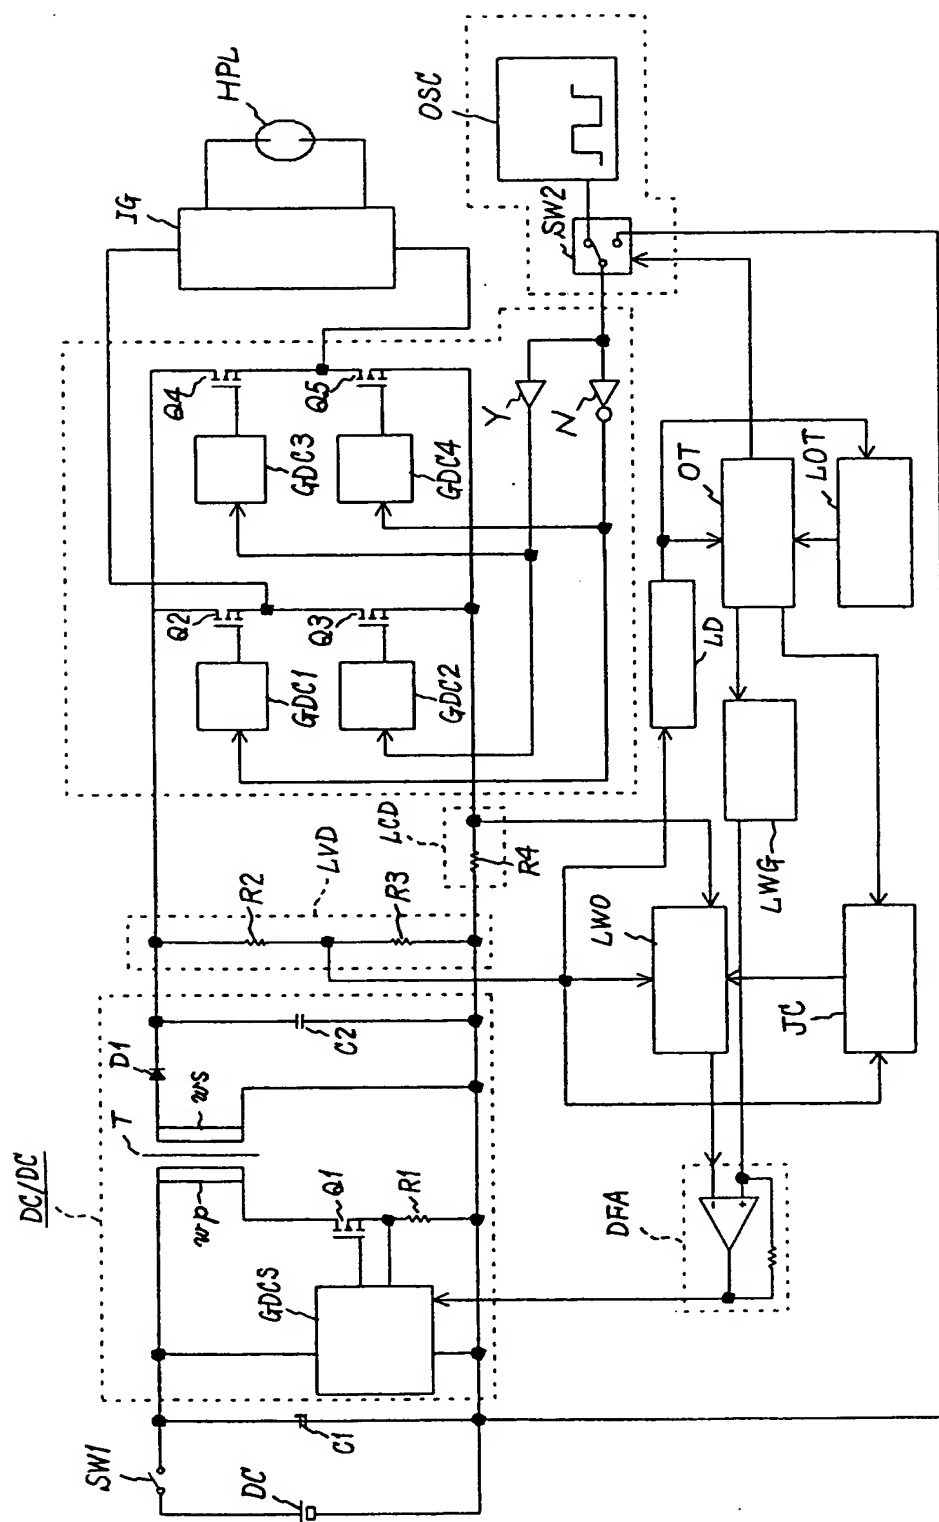 SW1
DC
C1
DC/DC
GDCS
Q1
R1
wp
T
ws
D1
C2
LVD
R2
R3
LCD
R4
GDC1
Q2
GDC2
Q3
GDC3
Q4
GDC4
Q5
Y
N
IG
HPL
OSC
SW2
DFA
LWO
LWG
JC
LD
OT
LOT